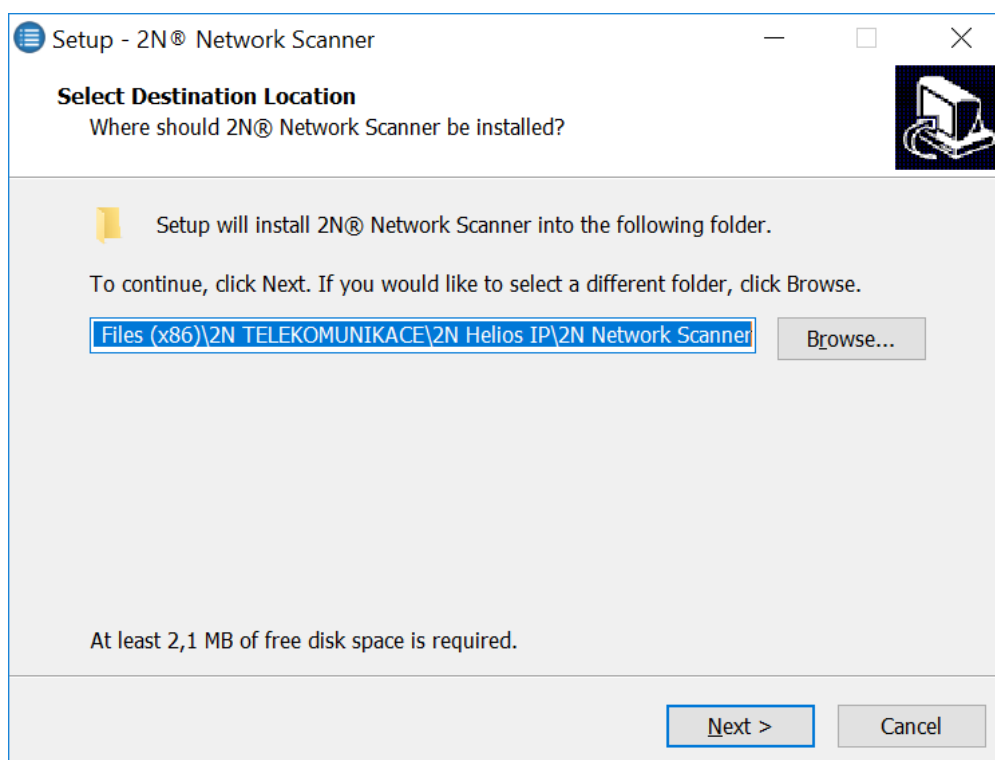 Setup - 2N® Network Scanner
Select Destination Location
Where should 2N® Network Scanner be installed?
Setup will install 2N® Network Scanner into the following folder.
To continue, click Next. If you would like to select a different folder, click Browse.
Files (x86)\2N TELEKOMUNIKACE\2N Helios IP\2N Network Scanner
Browse...
At least 2,1 MB of free disk space is required.
Next >
Cancel